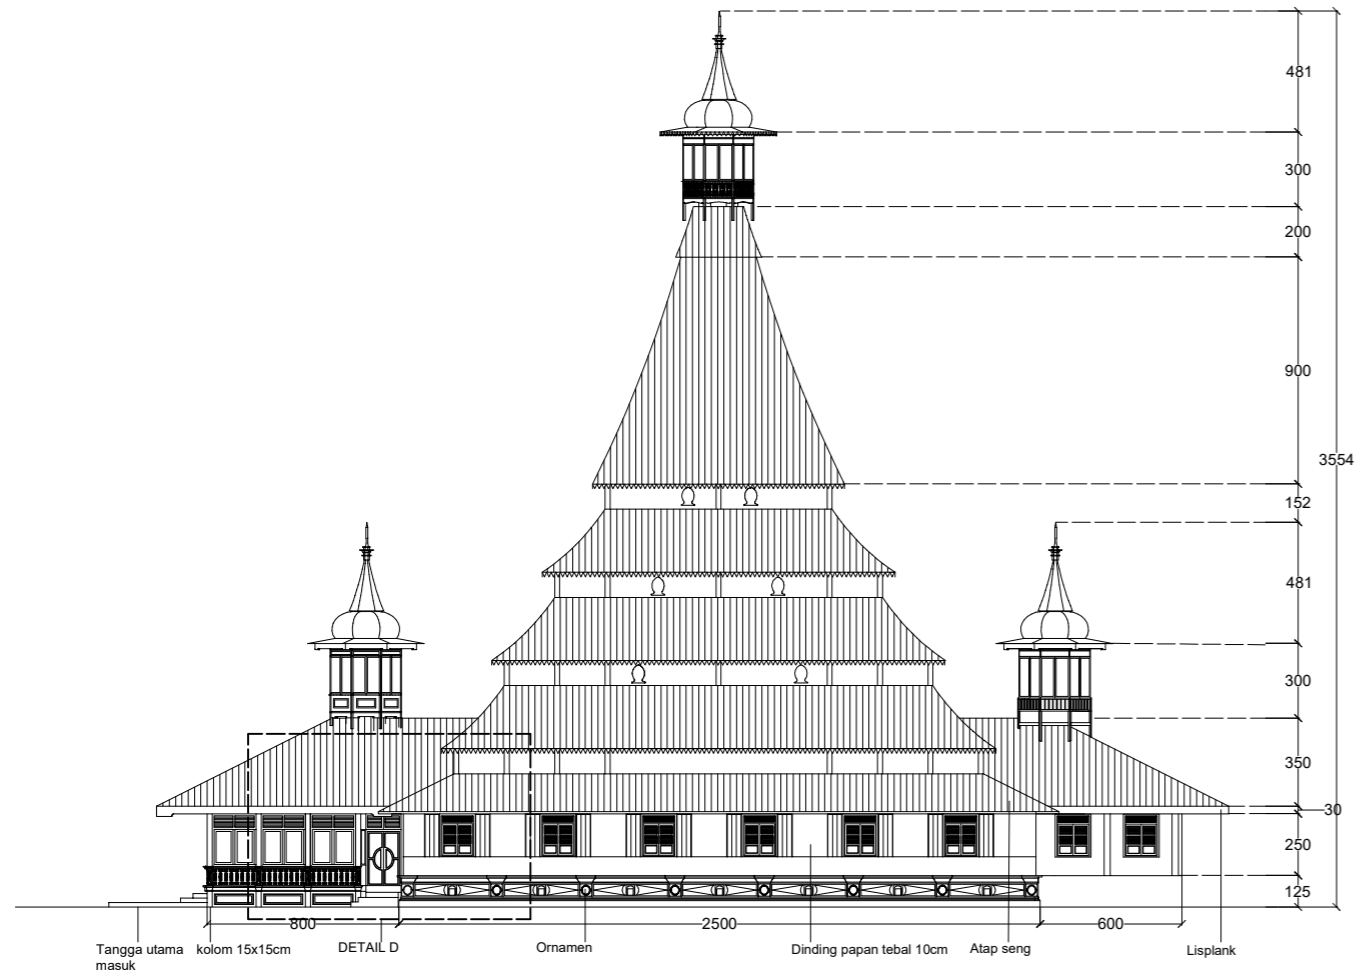 481
300
200
900
3554
152
481
300
350
30
250
125
800
2500
600
Tangga utama
masuk
kolom 15x15cm
DETAIL D
Ornamen
Dinding papan tebal 10cm
Atap seng
Lisplank